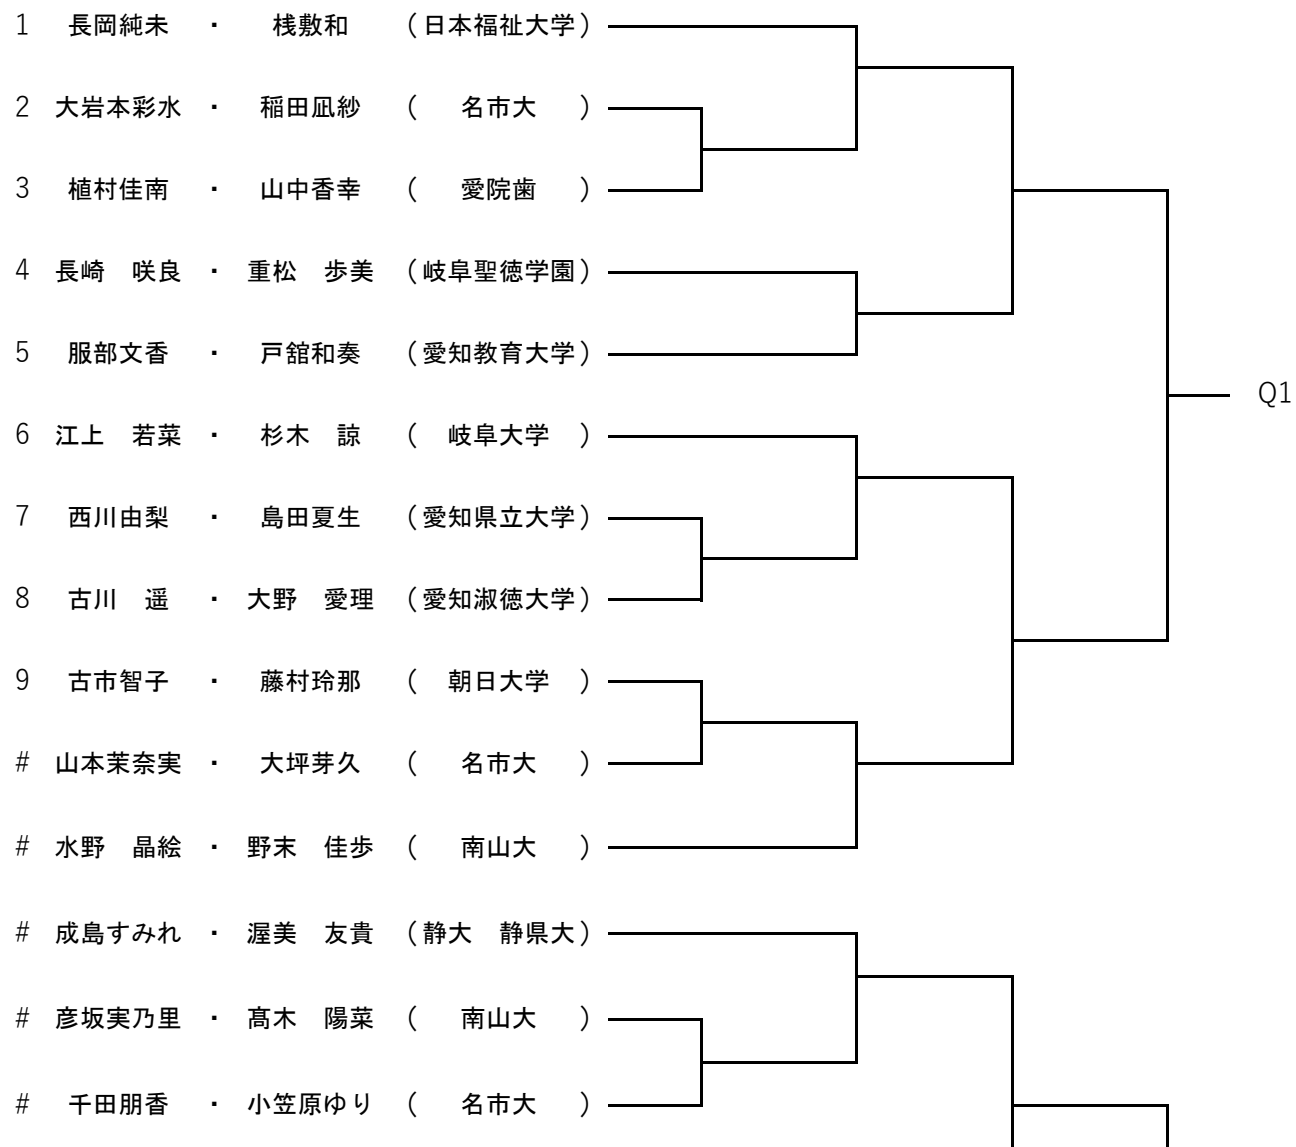 1 長岡純未 ・ 桟敷和 （日本福祉大学）
2 大岩本彩水 ・ 稲田凪紗 （ 名市大 ）
3 植村佳南 ・ 山中香幸 （ 愛院歯 ）
4 長崎　咲良 ・ 重松　歩美 （岐阜聖徳学園）
5 服部文香 ・ 戸舘和奏 （愛知教育大学）
Q1
6 江上　若菜 ・ 杉木　諒 （ 岐阜大学 ）
7 西川由梨 ・ 島田夏生 （愛知県立大学）
8 古川　遥 ・ 大野　愛理 （愛知淑徳大学）
9 古市智子 ・ 藤村玲那 （ 朝日大学 ）
# 山本茉奈実 ・ 大坪芽久 （ 名市大 ）
# 水野　晶絵 ・ 野末　佳歩 （ 南山大 ）
# 成島すみれ ・ 渥美　友貴 （静大　静県大）
# 彦坂実乃里 ・ 髙木　陽菜 （ 南山大 ）
# 千田朋香 ・ 小笠原ゆり （ 名市大 ）